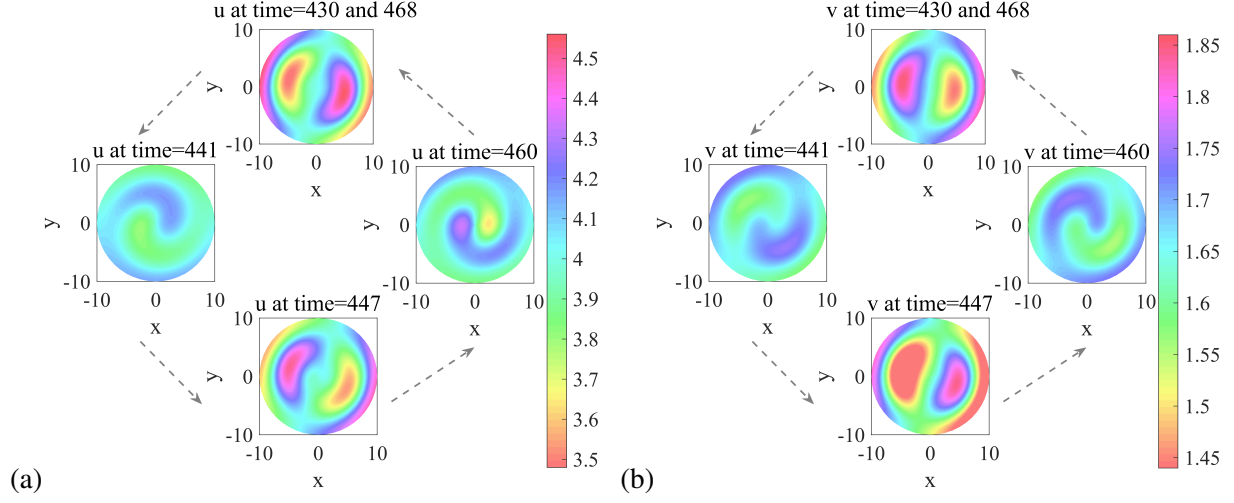 u at time=430 and 468
10
y
0
-10
-10 0 10
x
u at time=441
10
y
0
-10
-10 0 10
x
u at time=460
10
y
0
-10
-10 0 10
x
u at time=447
10
y
0
-10
-10 0 10
x
4.5
4.4
4.3
4.2
4.1
4
3.9
3.8
3.7
3.6
3.5
(a)
v at time=430 and 468
10
y
0
-10
-10 0 10
x
v at time=441
10
y
0
-10
-10 0 10
x
v at time=460
10
y
0
-10
-10 0 10
x
v at time=447
10
y
0
-10
-10 0 10
x
1.85
1.8
1.75
1.7
1.65
1.6
1.55
1.5
1.45
(b)